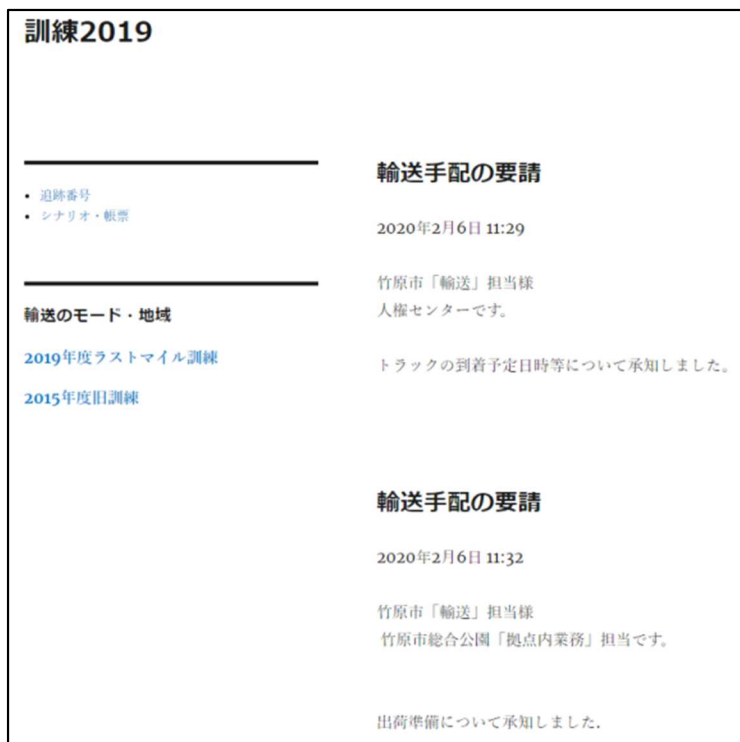 訓練2019
追跡番号
シナリオ・帳票
輸送のモード・地域
2019年度ラストマイル訓練
2015年度旧訓練
輸送手配の要請
2020年2月6日 11:29
竹原市「輸送」担当様
人権センターです。
トラックの到着予定日時等について承知しました。
輸送手配の要請
2020年2月6日 11:32
竹原市「輸送」担当様
竹原市総合公園「拠点内業務」担当です。
出荷準備について承知しました.